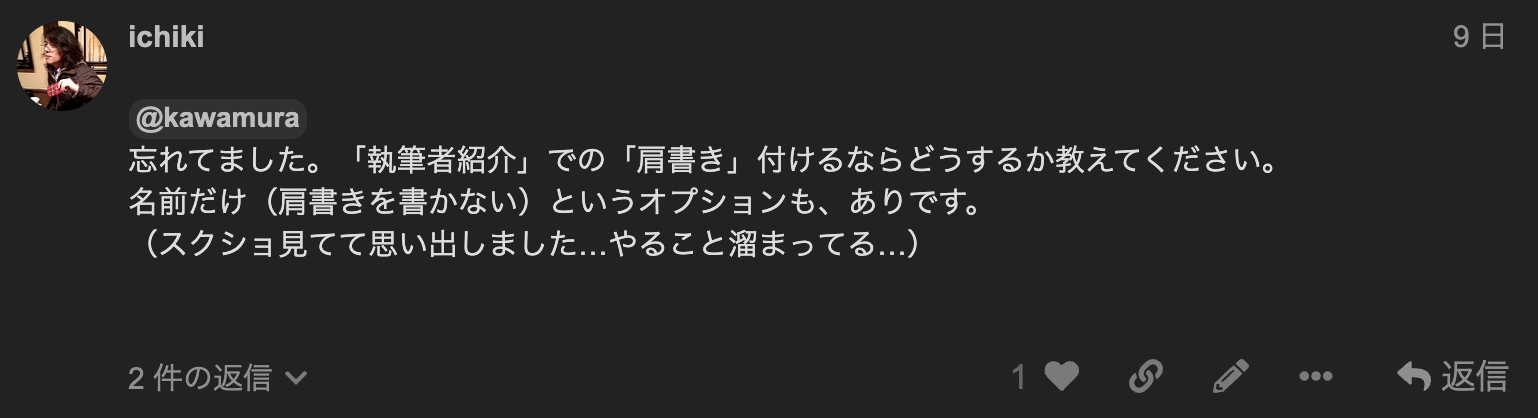 ichiki
9 日
@kawamura
忘れてました。「執筆者紹介」での「肩書き」付けるならどうするか教えてください。
名前だけ（肩書きを書かない）というオプションも、ありです。
（スクショ見てて思い出しました…やること溜まってる…）
2 件の返信
1
返信